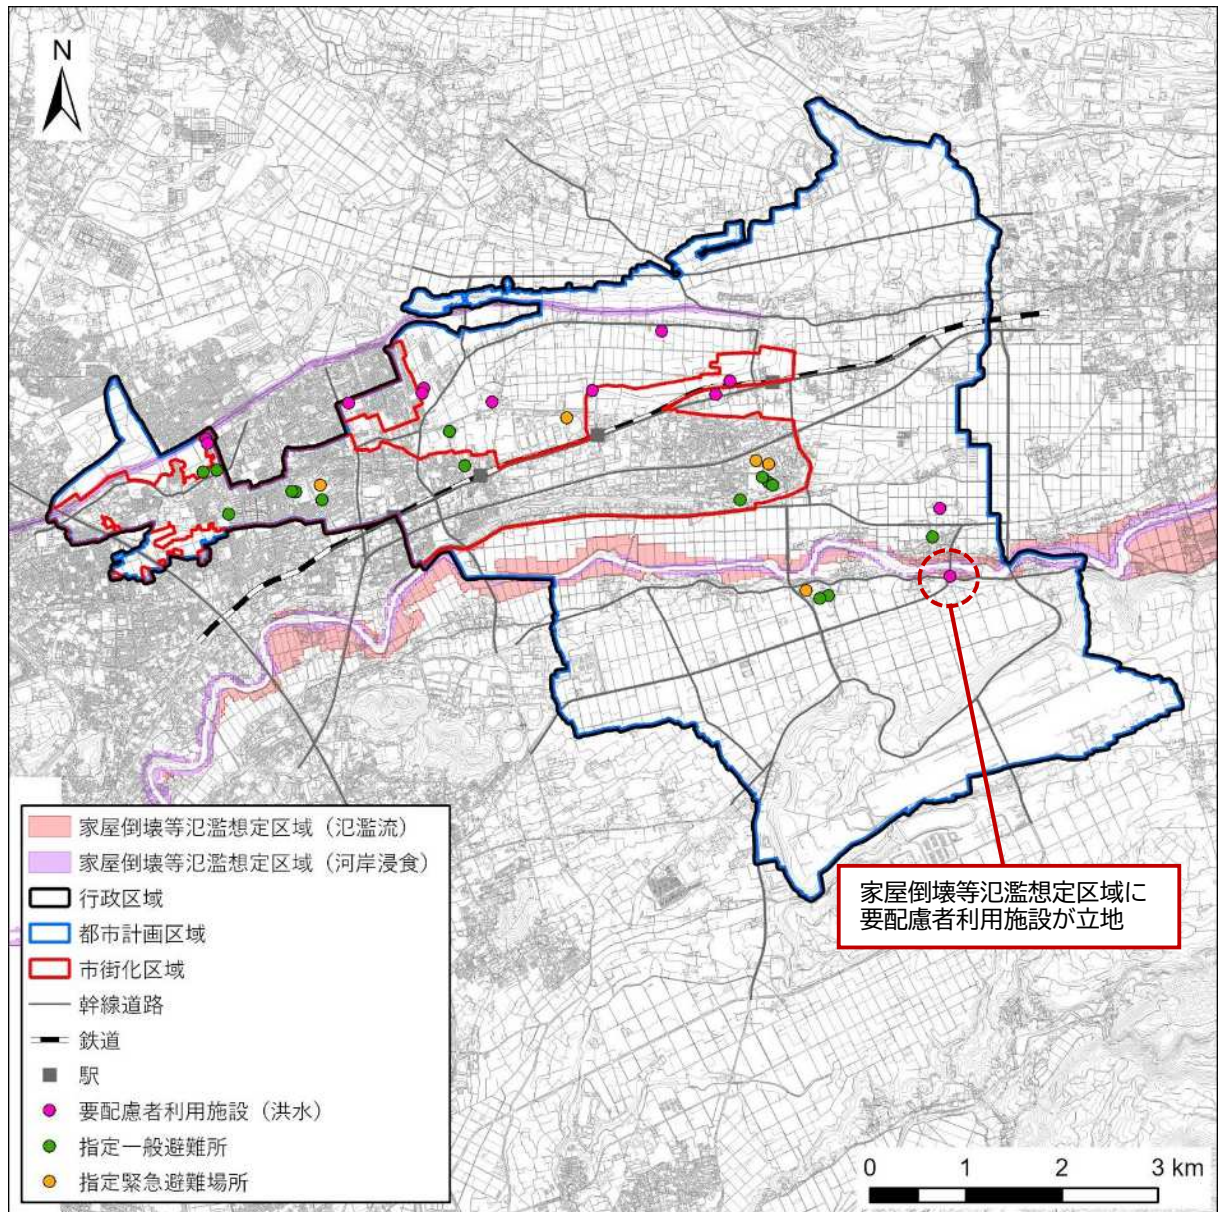 N
家屋倒壊等氾濫想定区域（氾濫流）
家屋倒壊等氾濫想定区域（河岸浸食）
行政区域
都市計画区域
市街化区域
幹線道路
鉄道
駅
要配慮者利用施設（洪水）
指定一般避難所
指定緊急避難場所
家屋倒壊等氾濫想定区域に
要配慮者利用施設が立地
0 1 2 3 km